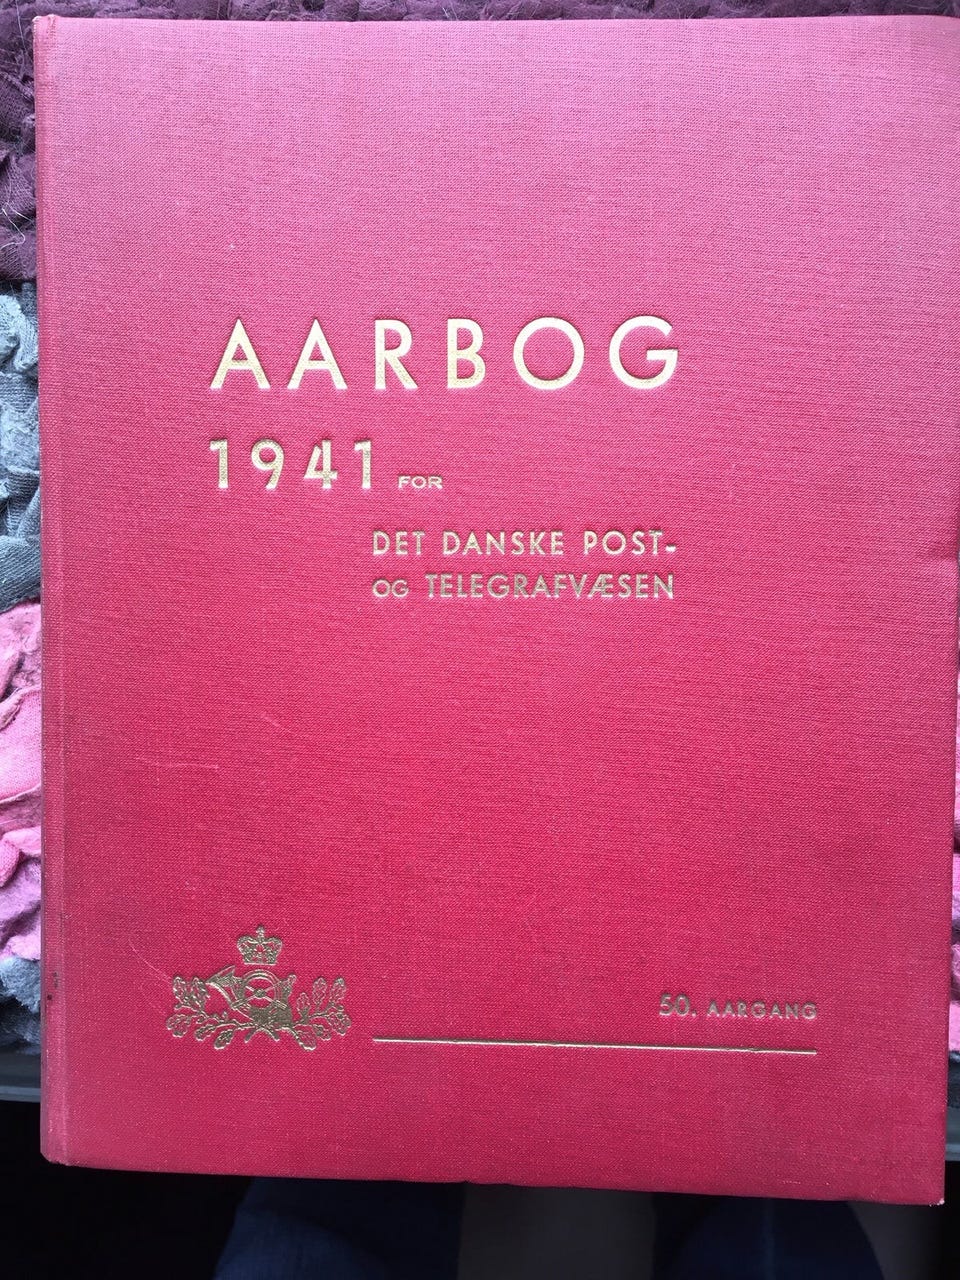 AARBOG
1941 FOR
DET DANSKE POST-
OG TELEGRAFVÆSEN
50. AARGANG